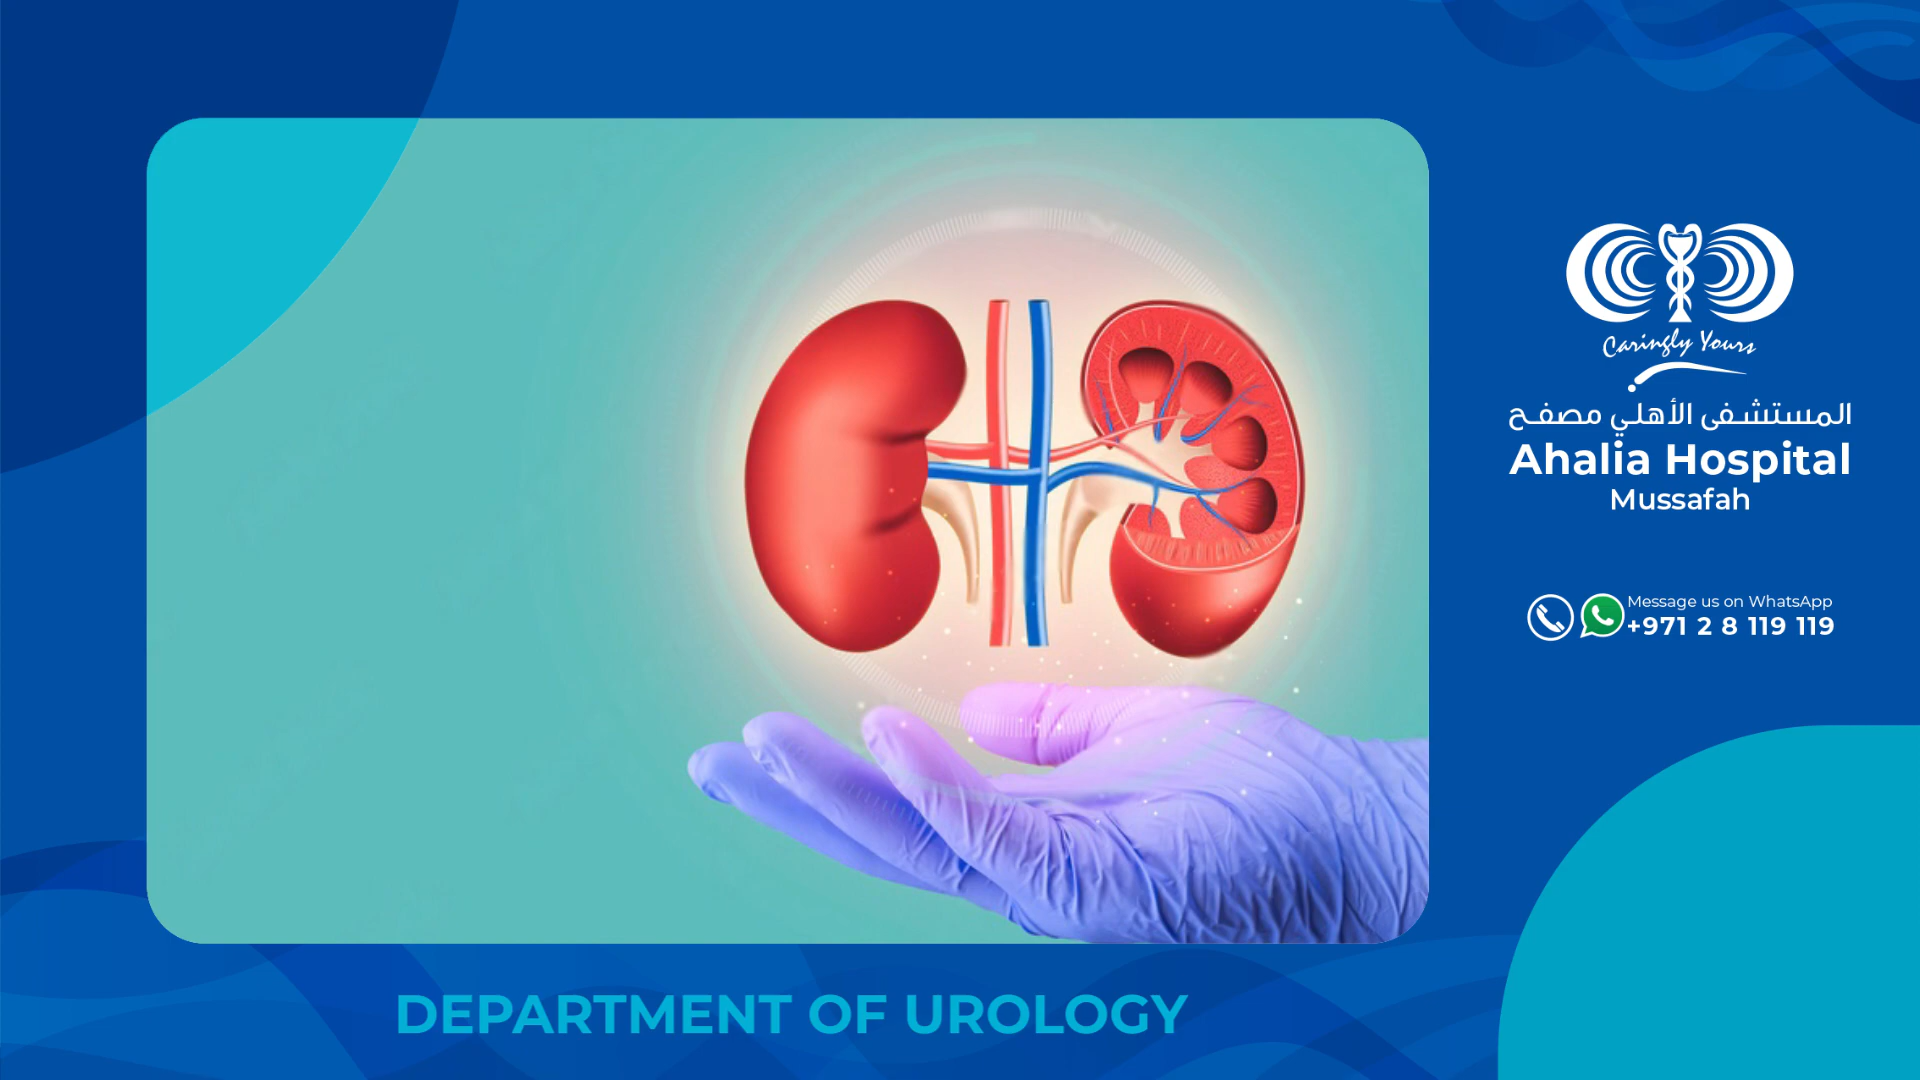 Caringly Yours
المستشفى الأهلي مصفح
Ahalia Hospital
Mussafah
Message us on WhatsApp
+971 2 8 119 119
DEPARTMENT OF UROLOGY